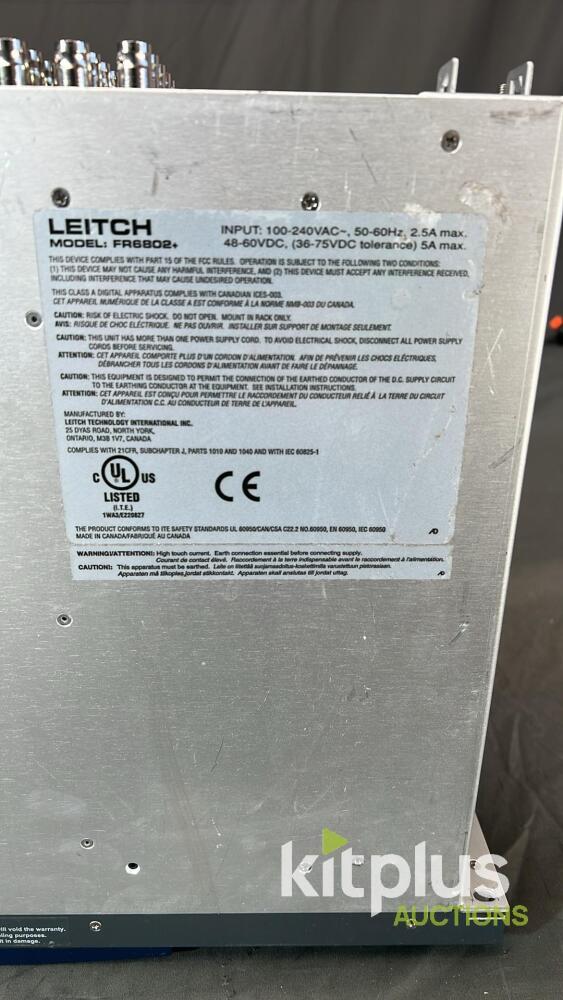 LEITCH
MODEL: FR6802+
INPUT: 100-240VAC~, 50-60Hz, 2.5A max.
48-60VDC, (36-75VDC tolerance) 5A max.
THIS DEVICE COMPLIES WITH PART 15 OF THE FCC RULES. OPERATION IS SUBJECT TO THE FOLLOWING TWO CONDITIONS:
(1) THIS DEVICE MAY NOT CAUSE ANY HARMFUL INTERFERENCE, AND (2) THIS DEVICE MUST ACCEPT ANY INTERFERENCE RECEIVED,
INCLUDING INTERFERENCE THAT MAY CAUSE UNDESIRED OPERATION.
THIS CLASS A DIGITAL APPARATUS COMPLIES WITH CANADIAN ICES-003.
CET APPAREIL NUMÉRIQUE DE LA CLASSE A EST CONFORME À LA NORME NMB-003 DU CANADA.
CAUTION: RISK OF ELECTRIC SHOCK. DO NOT OPEN. MOUNT IN RACK ONLY.
AVIS: RISQUE DE CHOC ELECTRIQUE. NE PAS OUVRIR. INSTALLER SUR SUPPORT DE MONTAGE SEULEMENT.
CAUTION: THIS UNIT HAS MORE THAN ONE POWER SUPPLY CORD. TO AVOID ELECTRICAL SHOCK, DISCONNECT ALL POWER SUPPLY
CORDS BEFORE SERVICING.
ATTENTION: CET APPAREIL COMPORTE PLUS D'UN CORDON D'ALIMENTATION. AFIN DE PRÉVENIR LES CHOCS ÉLECTRIQUES,
DÉBRANCHER TOUS LES CORDONS D'ALIMENTATION AVANT DE FAIRE LE DÉPANNAGE.
CAUTION: THIS EQUIPMENT IS DESIGNED TO PERMIT THE CONNECTION OF THE EARTHED CONDUCTOR OF THE D.C. SUPPLY CIRCUIT
TO THE EARTHING CONDUCTOR AT THE EQUIPMENT. SEE INSTALLATION INSTRUCTIONS.
ATTENTION: CET APPAREIL EST CONÇU POUR PERMETTRE LE RACCORDEMENT DU CONDUCTEUR RELIÉ À LA TERRE DU CIRCUIT
D'ALIMENTATION C.C. AU CONDUCTEUR DE TERRE DE L'APPAREIL.
MANUFACTURED BY:
LEITCH TECHNOLOGY INTERNATIONAL INC.
25 DYAS ROAD, NORTH YORK,
ONTARIO, M3B 1V7, CANADA
COMPLIES WITH 21CFR, SUBCHAPTER J, PARTS 1010 AND 1040 AND WITH IEC 60825-1
C UL US
LISTED
(I.T.E.)
1WA3/E220827
CE
THE PRODUCT CONFORMS TO ITE SAFETY STANDARDS UL 60950/CAN/CSA C22.2 NO.60950, EN 60950, IEC 60950
MADE IN CANADA/FABRIQUÉ AU CANADA
WARNING/ATTENTION: High touch current. Earth connection essential before connecting supply.
Courant de contact élevé. Raccordement à la terre indispensable avant le raccordement à l'alimentation.
CAUTION: This apparatus must be earthed. Laite on liitettävä suojamaadoitus-koskettimilla varustettuun pistorasiaan.
Apparaten må tilkoples jordat stikkontakt. Apparaten skall anslutas till jordat uttag.
kitplus
AUCTIONS
ill void the warranty.
ling purposes.
lt in damage.